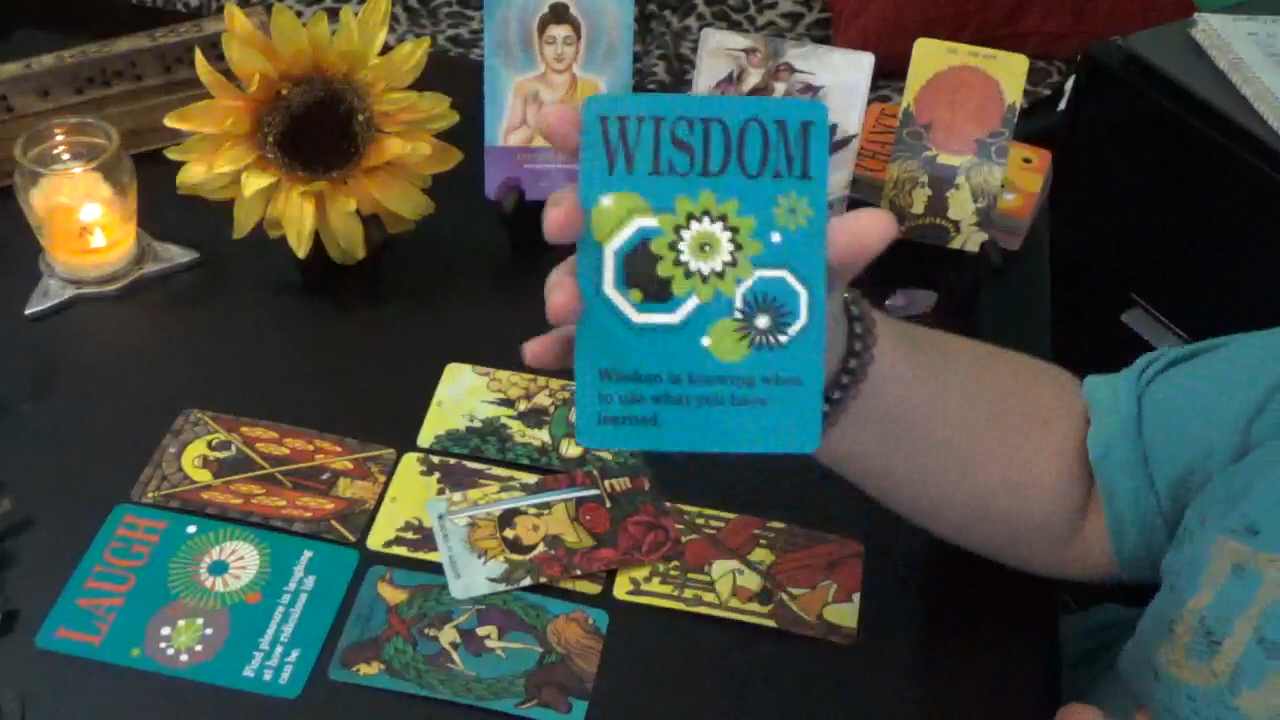 WISDOM
Wisdom is knowing when
to use what you have
learned.
CHANT
LAUGH
Find pleasure in laughing
at how ridiculous life
can be.